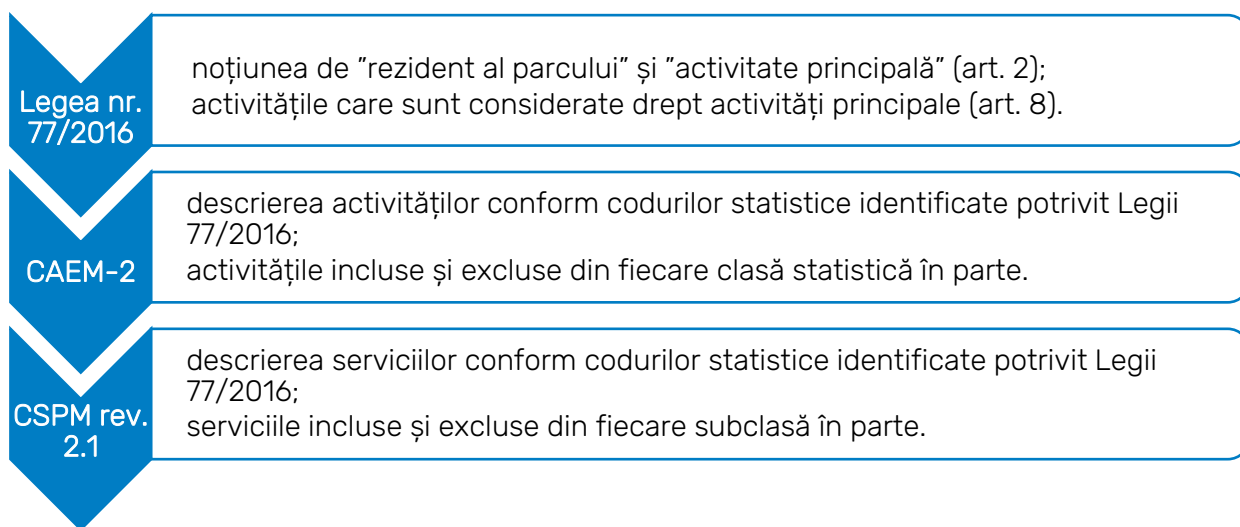 Legea nr.
77/2016
noțiunea de ”rezident al parcului” și ”activitate principală” (art. 2);
activitățile care sunt considerate drept activități principale (art. 8).
CAEM-2
descrierea activităților conform codurilor statistice identificate potrivit Legii
77/2016;
activitățile incluse și excluse din fiecare clasă statistică în parte.
CSPM rev.
2.1
descrierea serviciilor conform codurilor statistice identificate potrivit Legii
77/2016;
serviciile incluse și excluse din fiecare subclasă în parte.